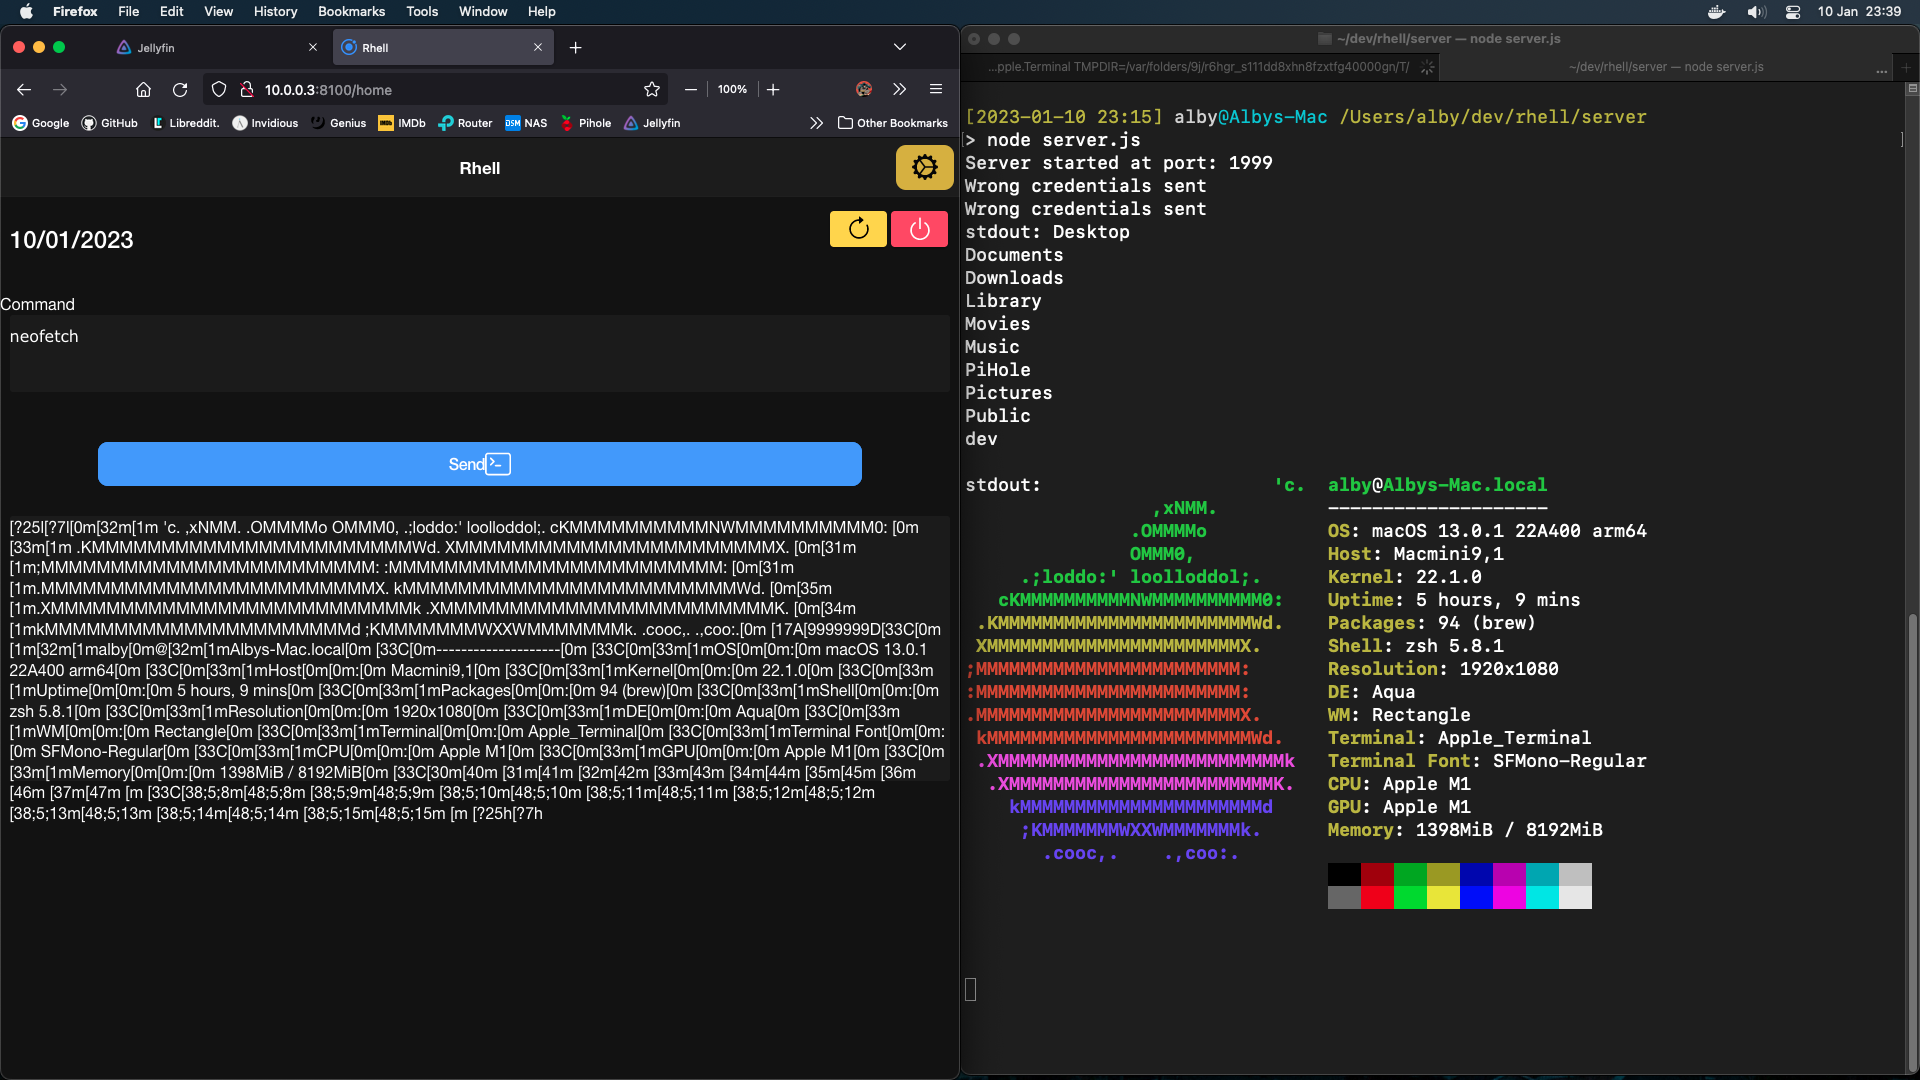 Firefox File Edit View History Bookmarks Tools Window Help 10 Jan 23:39
Jellyfin
Rhell
10.0.0.3:8100/home 100%
Google GitHub Libreddit. Invidious Genius IMDb Router NAS Pihole Jellyfin Other Bookmarks
Rhell
10/01/2023
Command
neofetch
Send
[?25l[?7l[0m[32m[1m 'c. ,xNMM. .OMMMMo OMMM0, .;loddo:' loolloddol;. cKMMMMMMMMMMNWMMMMMMMMMM0: [0m
[33m[1m .KMMMMMMMMMMMMMMMMMMMMMMMWd. XMMMMMMMMMMMMMMMMMMMMMMMX. [0m[31m
[1m;MMMMMMMMMMMMMMMMMMMMMMMM: :MMMMMMMMMMMMMMMMMMMMMMMM: [0m[31m
[1m.MMMMMMMMMMMMMMMMMMMMMMMMX. kMMMMMMMMMMMMMMMMMMMMMMMMWd. [0m[35m
[1m.XMMMMMMMMMMMMMMMMMMMMMMMMMMk .XMMMMMMMMMMMMMMMMMMMMMMMMK. [0m[34m
[1mkMMMMMMMMMMMMMMMMMMMMMMd ;KMMMMMMMWXXWMMMMMMMk. .cooc,. .,coo:.[0m [17A[9999999D[33C[0m
[1m[32m[1malby[0m@[32m[1mAlbys-Mac.local[0m [33C[0m--------------------[0m [33C[0m[33m[1mOS[0m[0m:[0m macOS 13.0.1
22A400 arm64[0m [33C[0m[33m[1mHost[0m[0m:[0m Macmini9,1[0m [33C[0m[33m[1mKernel[0m[0m:[0m 22.1.0[0m [33C[0m[33m
[1mUptime[0m[0m:[0m 5 hours, 9 mins[0m [33C[0m[33m[1mPackages[0m[0m:[0m 94 (brew)[0m [33C[0m[33m[1mShell[0m[0m:[0m
zsh 5.8.1[0m [33C[0m[33m[1mResolution[0m[0m:[0m 1920x1080[0m [33C[0m[33m[1mDE[0m[0m:[0m Aqua[0m [33C[0m[33m
[1mWM[0m[0m:[0m Rectangle[0m [33C[0m[33m[1mTerminal[0m[0m:[0m Apple_Terminal[0m [33C[0m[33m[1mTerminal Font[0m[0m:
[0m SFMono-Regular[0m [33C[0m[33m[1mCPU[0m[0m:[0m Apple M1[0m [33C[0m[33m[1mGPU[0m[0m:[0m Apple M1[0m [33C[0m
[33m[1mMemory[0m[0m:[0m 1398MiB / 8192MiB[0m [33C[30m[40m [31m[41m [32m[42m [33m[43m [34m[44m [35m[45m [36m
[46m [37m[47m [m [33C[38;5;8m[48;5;8m [38;5;9m[48;5;9m [38;5;10m[48;5;10m [38;5;11m[48;5;11m [38;5;12m[48;5;12m
[38;5;13m[48;5;13m [38;5;14m[48;5;14m [38;5;15m[48;5;15m [m [?25h[?7h
~/dev/rhell/server — node server.js
...pple.Terminal TMPDIR=/var/folders/9j/r6hgr_s111dd8xhn8fzxtfg40000gn/T/ ~/dev/rhell/server — node server.js ...
[2023-01-10 23:15] alby@Albys-Mac /Users/alby/dev/rhell/server
[> node server.js ]
Server started at port: 1999
Wrong credentials sent
Wrong credentials sent
stdout: Desktop
Documents
Downloads
Library
Movies
Music
PiHole
Pictures
Public
dev
stdout: 'c. alby@Albys-Mac.local
,xNMM. --------------------
.OMMMMo OS: macOS 13.0.1 22A400 arm64
OMMM0, Host: Macmini9,1
.;loddo:' loolloddol;. Kernel: 22.1.0
cKMMMMMMMMMMNWMMMMMMMMMM0: Uptime: 5 hours, 9 mins
.KMMMMMMMMMMMMMMMMMMMMMMMWd. Packages: 94 (brew)
XMMMMMMMMMMMMMMMMMMMMMMMX. Shell: zsh 5.8.1
;MMMMMMMMMMMMMMMMMMMMMMMM: Resolution: 1920x1080
:MMMMMMMMMMMMMMMMMMMMMMMM: DE: Aqua
.MMMMMMMMMMMMMMMMMMMMMMMMX. WM: Rectangle
kMMMMMMMMMMMMMMMMMMMMMMMMWd. Terminal: Apple_Terminal
.XMMMMMMMMMMMMMMMMMMMMMMMMMMk Terminal Font: SFMono-Regular
.XMMMMMMMMMMMMMMMMMMMMMMMMK. CPU: Apple M1
kMMMMMMMMMMMMMMMMMMMMMMd GPU: Apple M1
;KMMMMMMMWXXWMMMMMMMk. Memory: 1398MiB / 8192MiB
.cooc,. .,coo:.